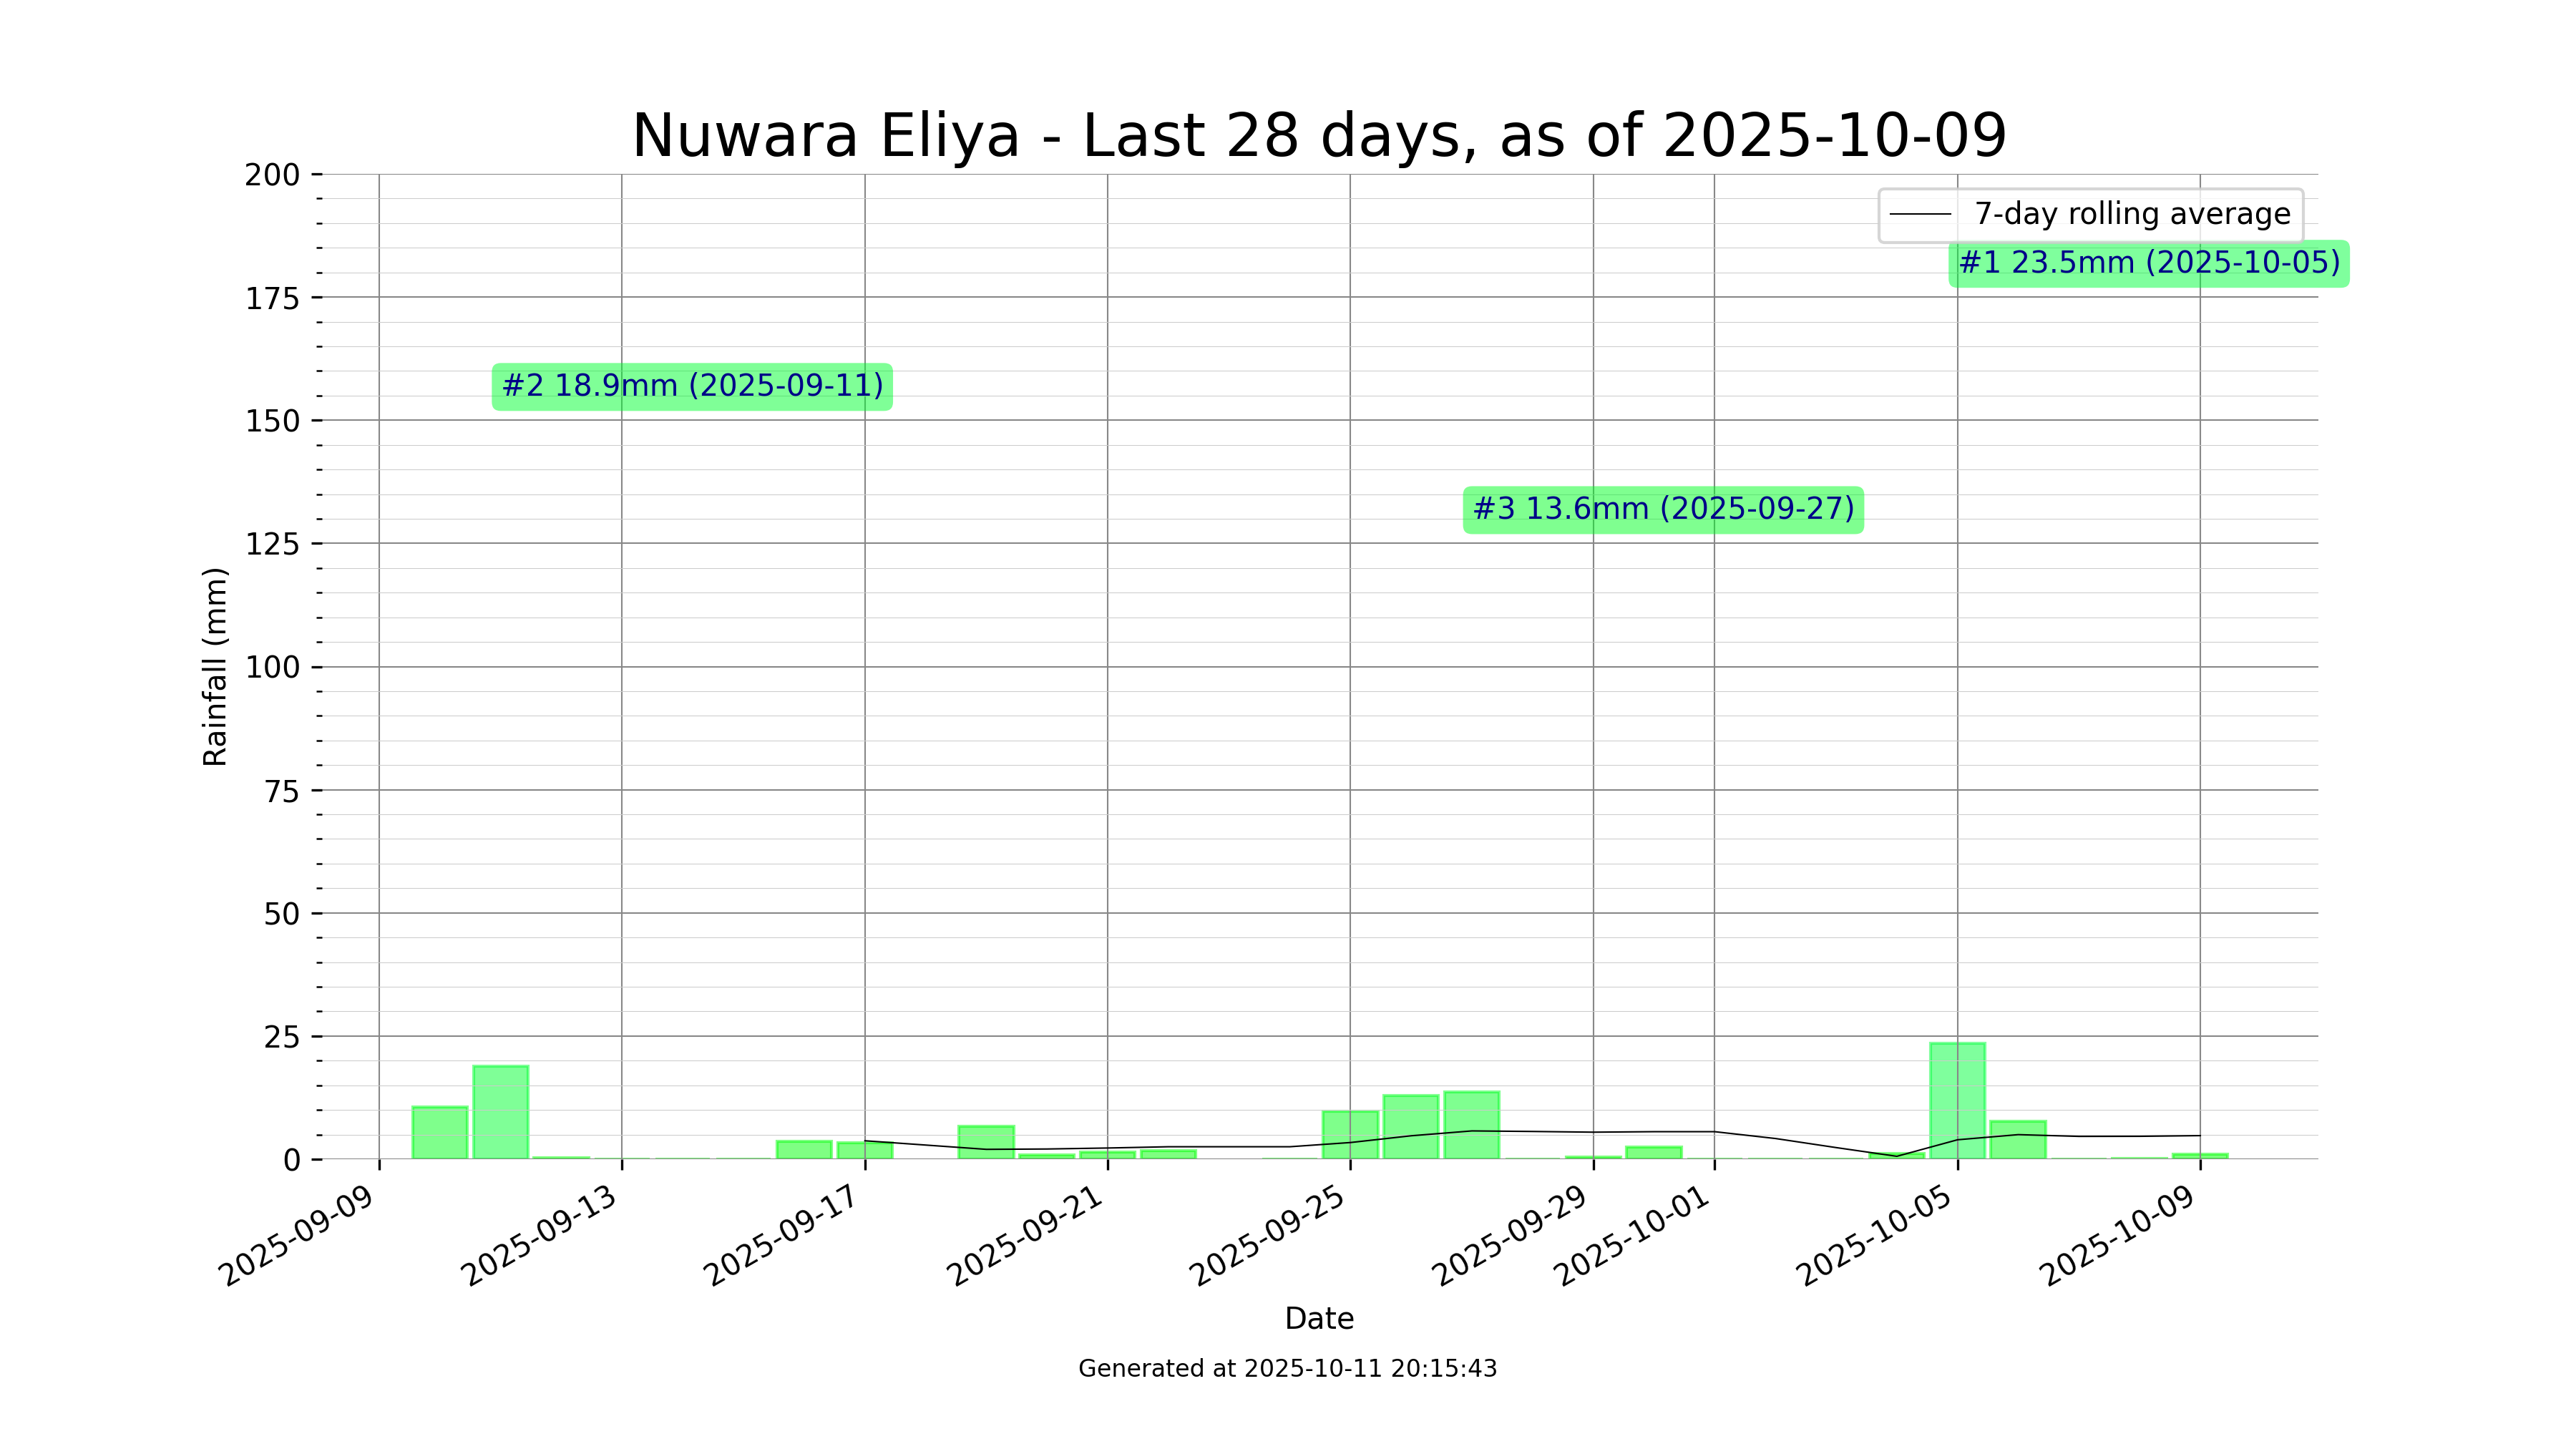 Nuwara Eliya - Last 28 days, as of 2025-10-09
7-day rolling average
#1 23.5mm (2025-10-05)
#2 18.9mm (2025-09-11)
#3 13.6mm (2025-09-27)
Rainfall (mm)
200
175
150
125
100
75
50
25
0
2025-09-09
2025-09-13
2025-09-17
2025-09-21
2025-09-25
2025-09-29
2025-10-01
2025-10-05
2025-10-09
Date
Generated at 2025-10-11 20:15:43